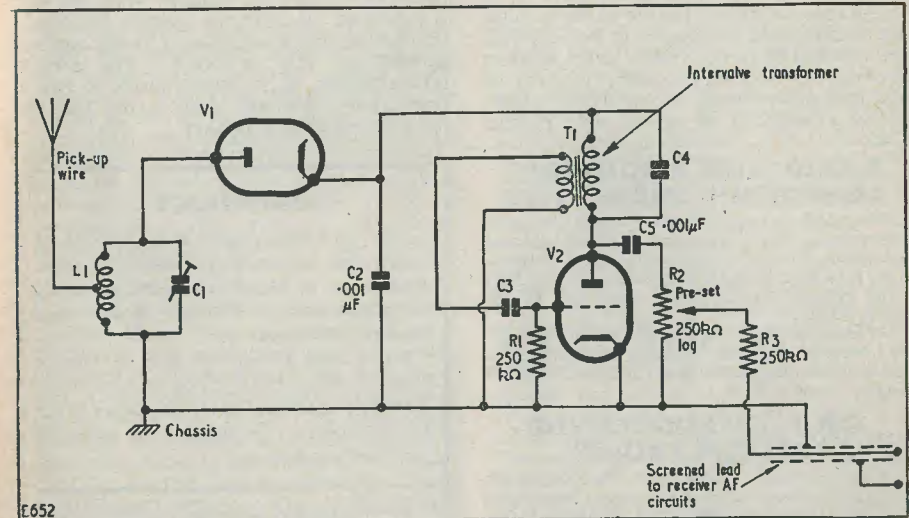 Intervalve transformer
V1
T1
C4
Pick-up
wire
C5 .001μF
V2
R2
L1
C2
.001
μF
C3
Pre-set
C1
R1
250
kΩ
250kΩ
log
R3
250kΩ
Chassis
Screened lead
to receiver AF
circuits
E652